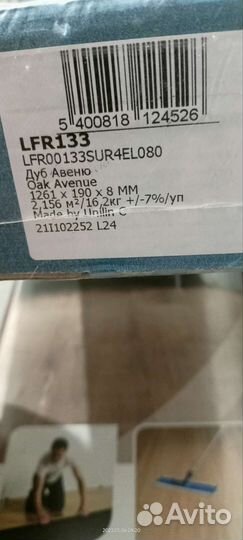 5 400818 124526
LFR133
LFR00133SUR4EL080
Дуб Авеню
Oak Avenue
1261 x 190 x 8 MM
2,156 м²/16,2кг +/-7%/уп
Made by Unilin C
21I102252 L24
Avito